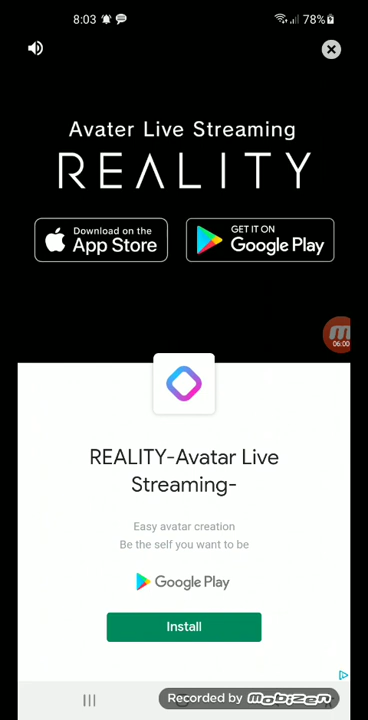 8:03
78%
Avater Live Streaming
REALITY
Download on the
App Store
GET IT ON
Google Play
06:00
REALITY-Avatar Live
Streaming-
Easy avatar creation
Be the self you want to be
Google Play
Install
Recorded by mobizen